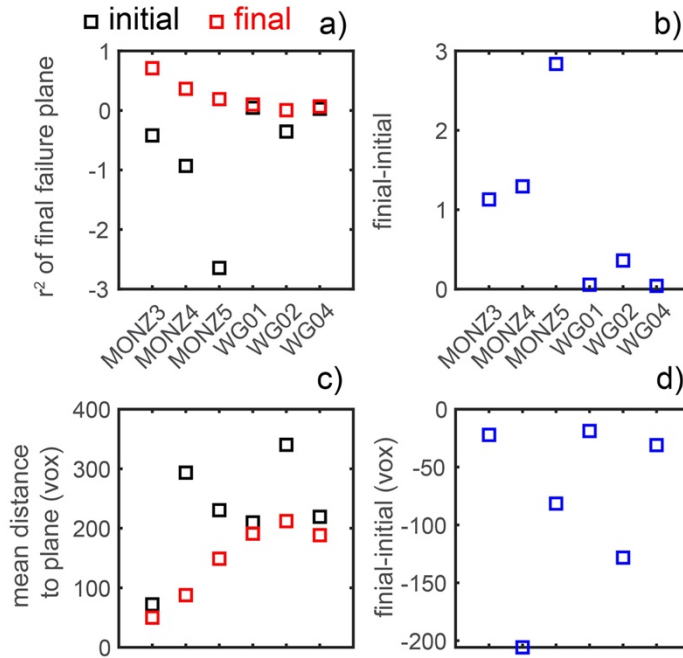 initial final
a)
b)
r² of final failure plane
1
0
-1
-2
-3
MONZ3
MONZ4
MONZ5
WG01
WG02
WG04
finial-initial
3
2
1
0
MONZ3
MONZ4
MONZ5
WG01
WG02
WG04
c)
d)
mean distance
to plane (vox)
400
300
200
100
0
finial-initial (vox)
0
-50
-100
-150
-200